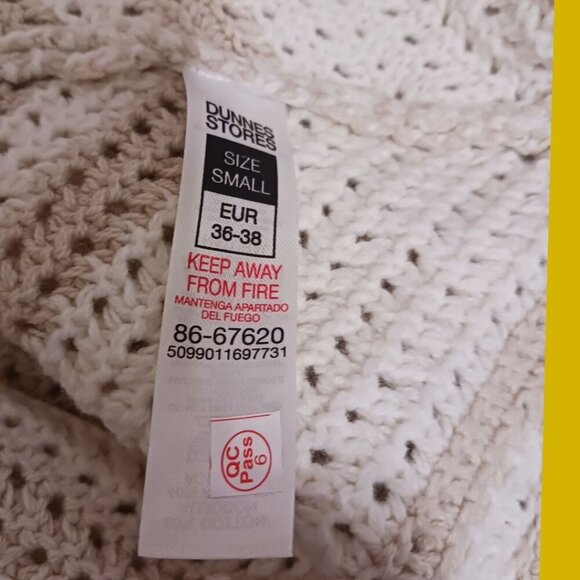 DUNNES
STORES
SIZE
SMALL
EUR
36-38
KEEP AWAY
FROM FIRE
MANTENGA APARTADO
DEL FUEGO
86-67620
5099011697731
QC
Pass
6